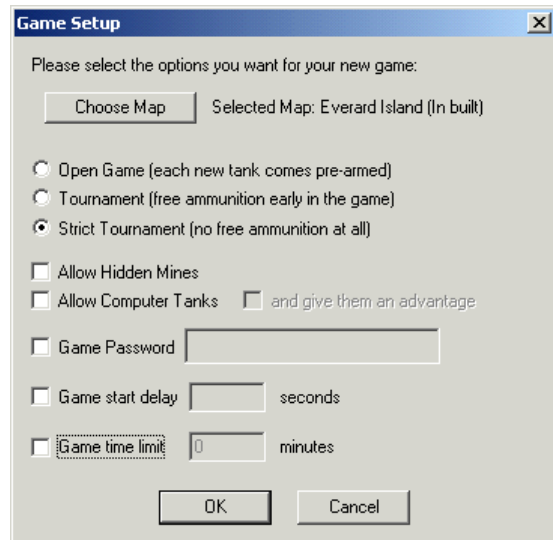 Game Setup
Please select the options you want for your new game:
Choose Map Selected Map: Everard Island (In built)
Open Game (each new tank comes pre-armed)
Tournament (free ammunition early in the game)
Strict Tournament (no free ammunition at all)
Allow Hidden Mines
Allow Computer Tanks and give them an advantage
Game Password
Game start delay seconds
Game time limit 0 minutes
OK Cancel